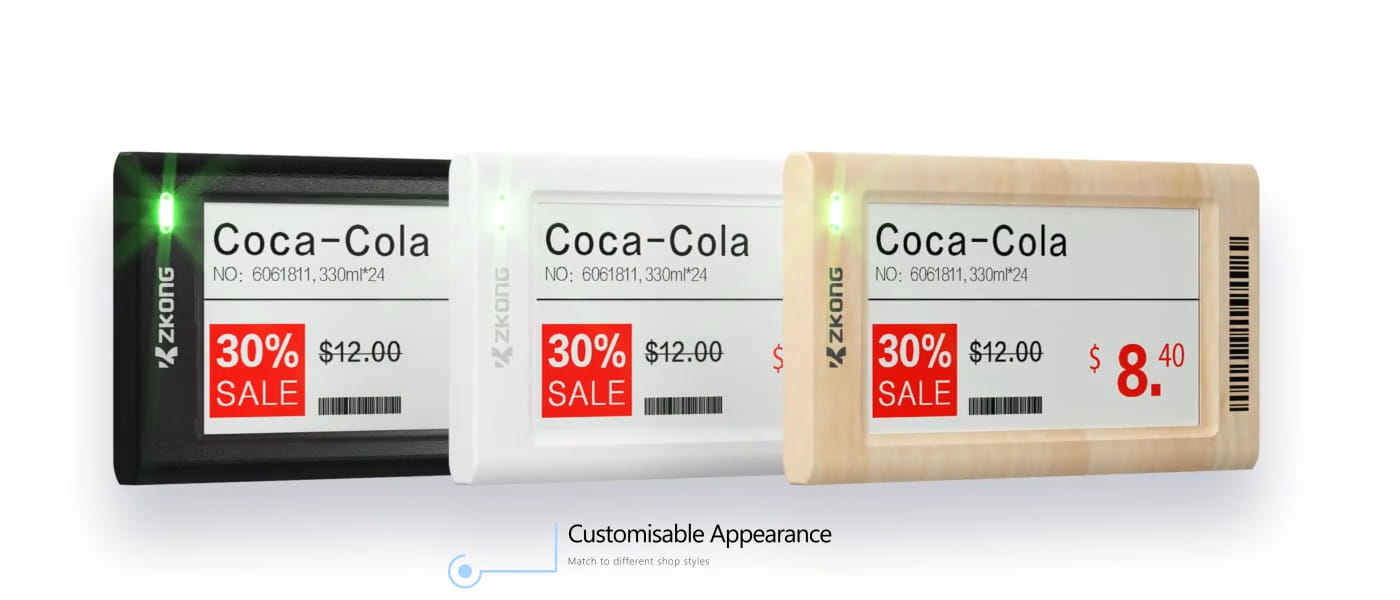 ZKONG
Coca-Cola
NO: 6061811, 330ml*24
30%
SALE
$12.00
ZKONG
Coca-Cola
NO: 6061811, 330ml*24
30%
SALE
$12.00
$
ZKONG
Coca-Cola
NO: 6061811, 330ml*24
30%
SALE
$12.00
$ 8.40
Customisable Appearance
Match to different shop styles